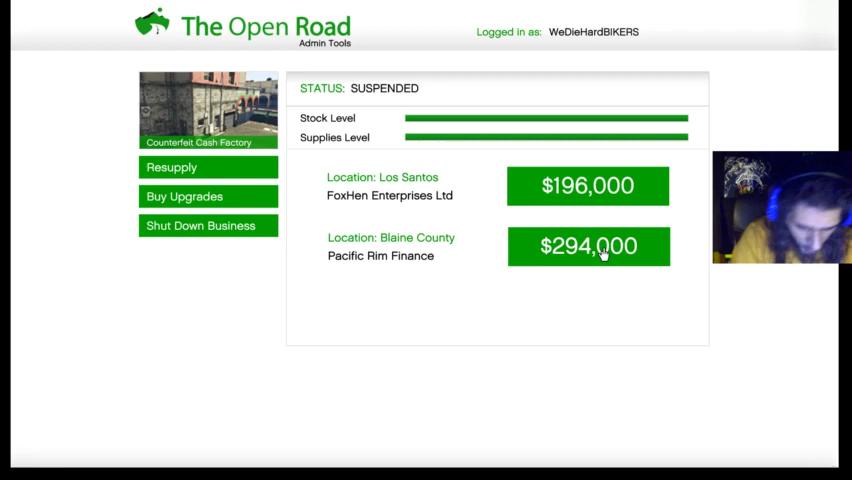 The Open Road
Admin Tools
Logged in as: WeDieHardBIKERS
STATUS: SUSPENDED
Stock Level
Supplies Level
Counterfeit Cash Factory
Resupply
Buy Upgrades
Shut Down Business
Location: Los Santos
FoxHen Enterprises Ltd
$196,000
Location: Blaine County
Pacific Rim Finance
$294,000